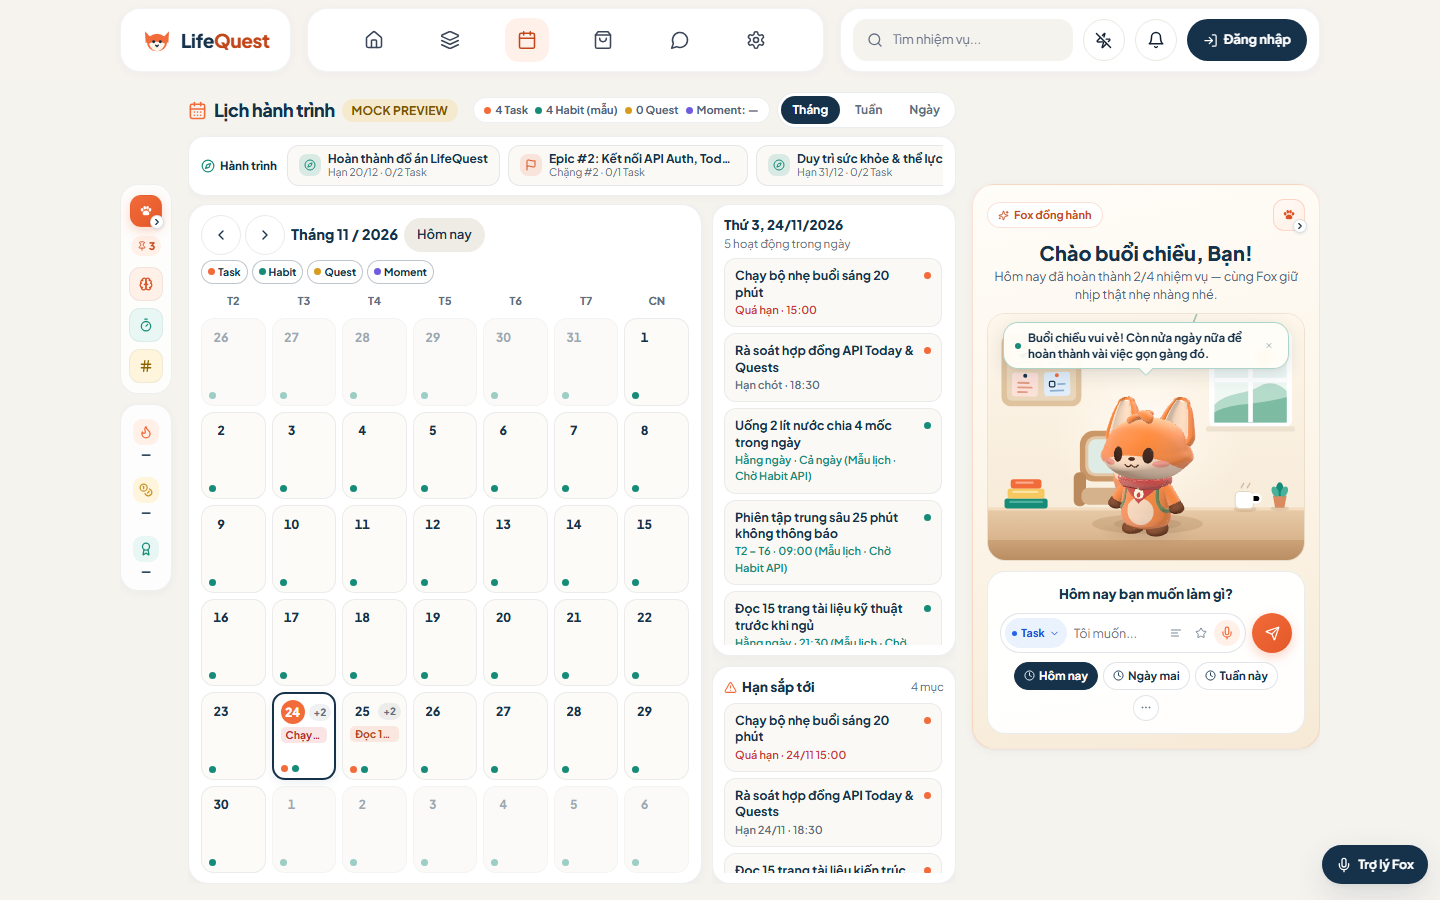 LifeQuest
Tìm nhiệm vụ...
Đăng nhập
Lịch hành trình
MOCK PREVIEW
4 Task
4 Habit (mẫu)
0 Quest
Moment: —
Tháng
Tuần
Ngày
Hành trình
Hoàn thành đồ án LifeQuest
Hạn 20/12 · 0/2 Task
Epic #2: Kết nối API Auth, Tod...
Chặng #2 · 0/1 Task
Duy trì sức khỏe & thể lực
Hạn 31/12 · 0/2 Task
3
—
—
—
Tháng 11 / 2026
Hôm nay
Task
Habit
Quest
Moment
T2 T3 T4 T5 T6 T7 CN
26 27 28 29 30 31 1
2 3 4 5 6 7 8
9 10 11 12 13 14 15
16 17 18 19 20 21 22
23 24 +2 25 +2 26 27 28 29
Chạy...
Đọc 1...
30 1 2 3 4 5 6
Thứ 3, 24/11/2026
5 hoạt động trong ngày
Chạy bộ nhẹ buổi sáng 20
phút
Quá hạn · 15:00
Rà soát hợp đồng API Today &
Quests
Hạn chót · 18:30
Uống 2 lít nước chia 4 mốc
trong ngày
Hằng ngày · Cả ngày (Mẫu lịch ·
Chờ Habit API)
Phiên tập trung sâu 25 phút
không thông báo
T2 – T6 · 09:00 (Mẫu lịch · Chờ
Habit API)
Đọc 15 trang tài liệu kỹ thuật
trước khi ngủ
Hằng ngày · 21:30 (Mẫu lịch · Chờ
Hạn sắp tới
4 mục
Chạy bộ nhẹ buổi sáng 20
phút
Quá hạn · 24/11 15:00
Rà soát hợp đồng API Today &
Quests
Hạn 24/11 · 18:30
Đọc 15 trang tài liệu kiến trúc
Fox đồng hành
Chào buổi chiều, Bạn!
Hôm nay đã hoàn thành 2/4 nhiệm vụ — cùng Fox giữ
nhịp thật nhẹ nhàng nhé.
Buổi chiều vui vẻ! Còn nửa ngày nữa để
hoàn thành vài việc gọn gàng đó.
×
Hôm nay bạn muốn làm gì?
Task
Tôi muốn...
Hôm nay
Ngày mai
Tuần này
...
Trợ lý Fox